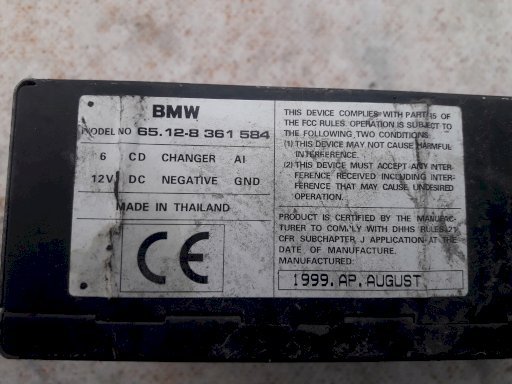 BMW
MODEL NO 65.12-8 361 584
6 CD CHANGER AI
12V DC NEGATIVE GND
MADE IN THAILAND
CE
THIS DEVICE COMPLIES WITH PART 15 OF
THE FCC RULES. OPERATION IS SUBJECT TO
THE FOLLOWING TWO CONDITIONS:
(1) THIS DEVICE MAY NOT CAUSE HARMFUL
INTERFERENCE.
(2) THIS DEVICE MUST ACCEPT ANY INTER-
FERENCE RECEIVED INCLUDING INTER-
FERENCE THAT MAY CAUSE UNDESIRED
OPERATION.
PRODUCT IS CERTIFIED BY THE MANUFAC-
TURER TO COMPLY WITH DHHS RULES 21
CFR SUBCHAPTER J APPLICATION AT THE
DATE OF MANUFACTURE.
MANUFACTURED:
1999.AP.AUGUST